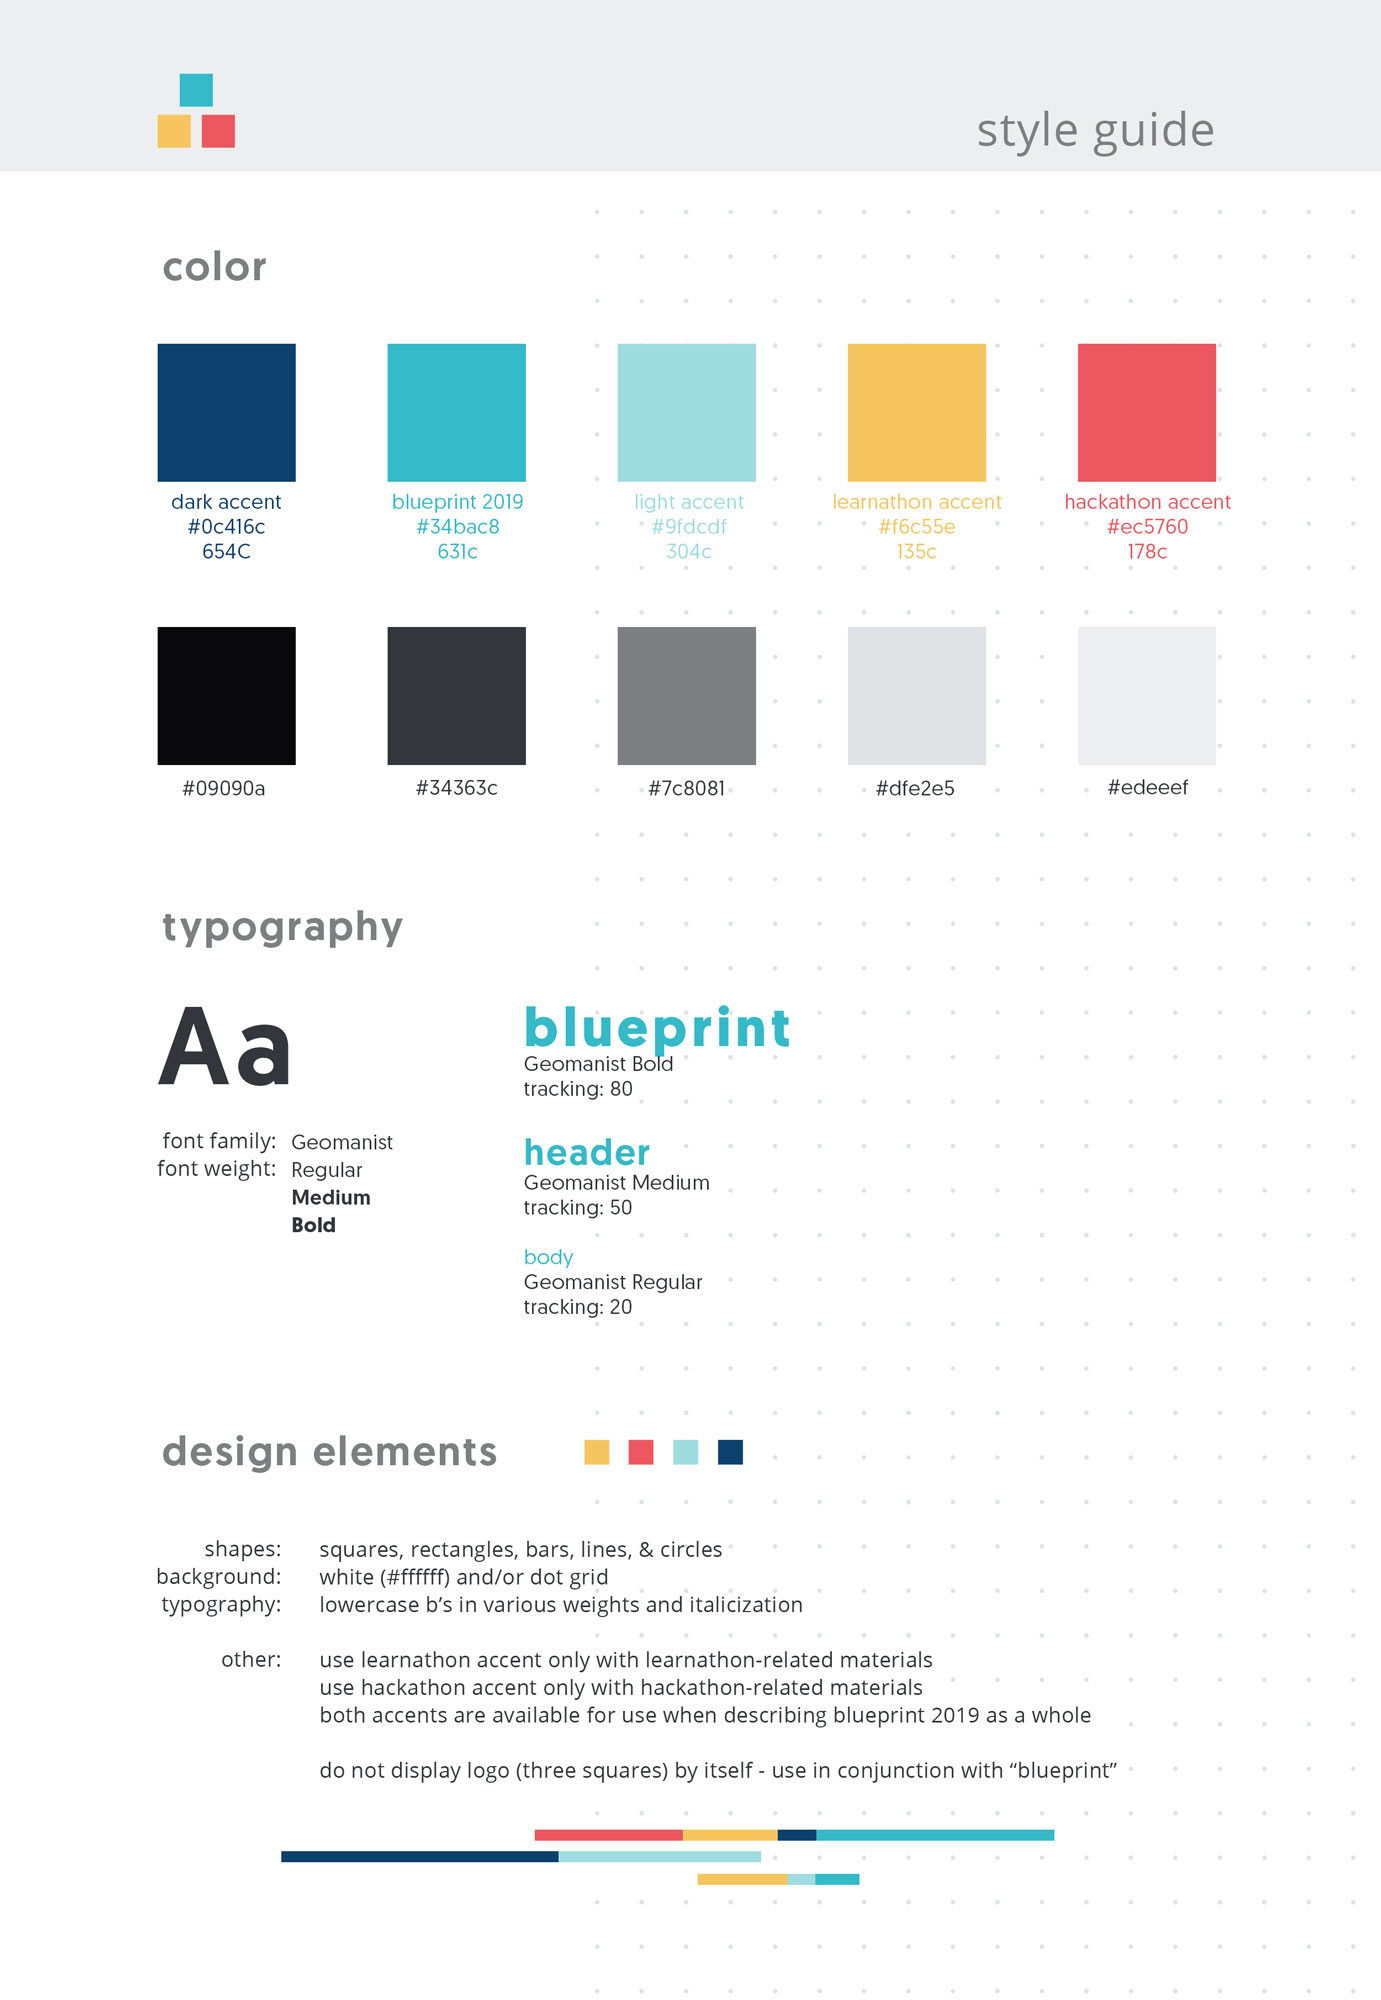 style guide
color
dark accent
#0c416c
654C
blueprint 2019
#34bac8
631c
light accent
#9fdcdf
304c
learnathon accent
#f6c55e
135c
hackathon accent
#ec5760
178c
#09090a
#34363c
#7c8081
#dfe2e5
#edeeef
typography
Aa
font family: Geomanist
font weight: Regular
Medium
Bold
blueprint
Geomanist Bold
tracking: 80
header
Geomanist Medium
tracking: 50
body
Geomanist Regular
tracking: 20
design elements
shapes: squares, rectangles, bars, lines, & circles
background: white (#ffffff) and/or dot grid
typography: lowercase b’s in various weights and italicization
other: use learnathon accent only with learnathon-related materials
use hackathon accent only with hackathon-related materials
both accents are available for use when describing blueprint 2019 as a whole
do not display logo (three squares) by itself - use in conjunction with “blueprint”